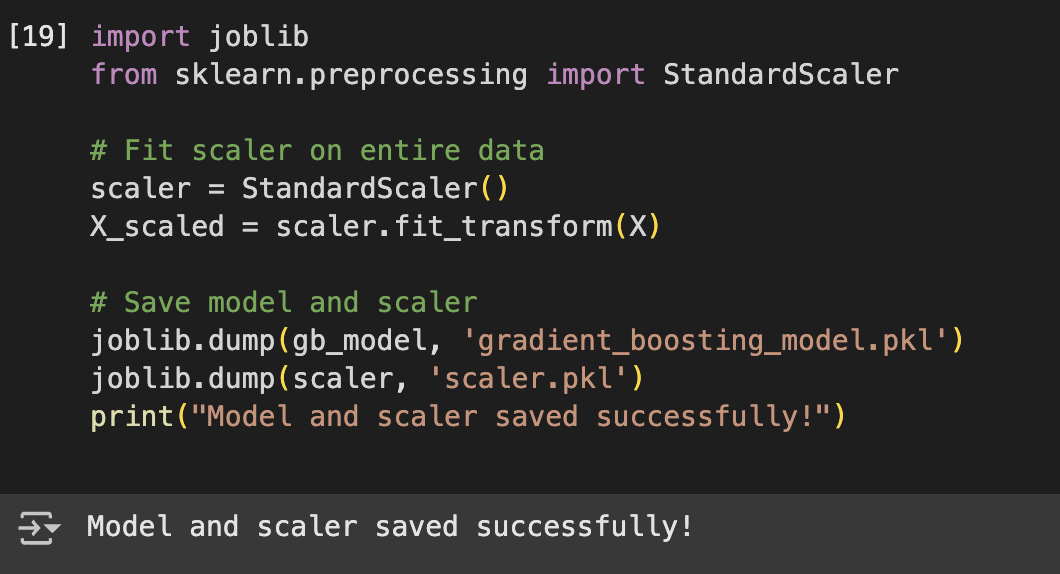 [19] import joblib
from sklearn.preprocessing import StandardScaler
# Fit scaler on entire data
scaler = StandardScaler()
X_scaled = scaler.fit_transform(X)
# Save model and scaler
joblib.dump(gb_model, 'gradient_boosting_model.pkl')
joblib.dump(scaler, 'scaler.pkl')
print("Model and scaler saved successfully!")
Model and scaler saved successfully!